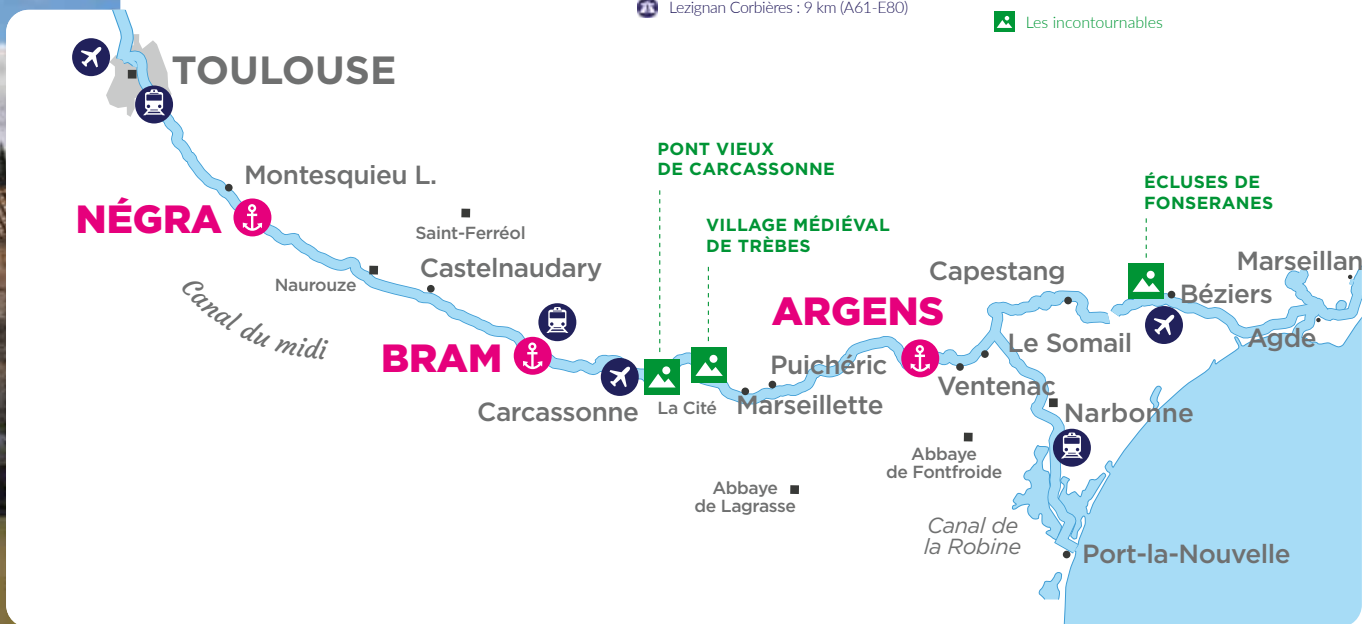 Lezignan Corbières : 9 km (A61-E80)
Les incontournables
TOULOUSE
PONT VIEUX
DE CARCASSONNE
Montesquieu L.
ÉCLUSES DE
FONSERANES
NÉGRA
VILLAGE MÉDIÉVAL
DE TRÈBES
Saint-Ferréol
Castelnaudary
Capestang
Marseillan
Naurouze
Béziers
Canal du midi
ARGENS
Agde
Le Somail
BRAM
Puichéric
Ventenac
Carcassonne
La Cité
Marseillette
Narbonne
Abbaye
de Fontfroide
Abbaye
de Lagrasse
Canal de
la Robine
Port-la-Nouvelle